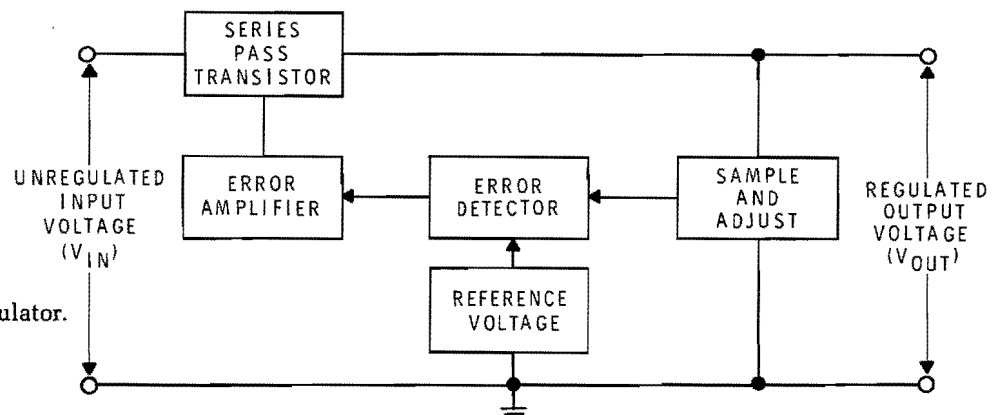 SERIES
PASS
TRANSISTOR
UNREGULATED
INPUT
VOLTAGE
(VIN)
ERROR
AMPLIFIER
ERROR
DETECTOR
SAMPLE
AND
ADJUST
REGULATED
OUTPUT
VOLTAGE
(VOUT)
REFERENCE
VOLTAGE
ulator.